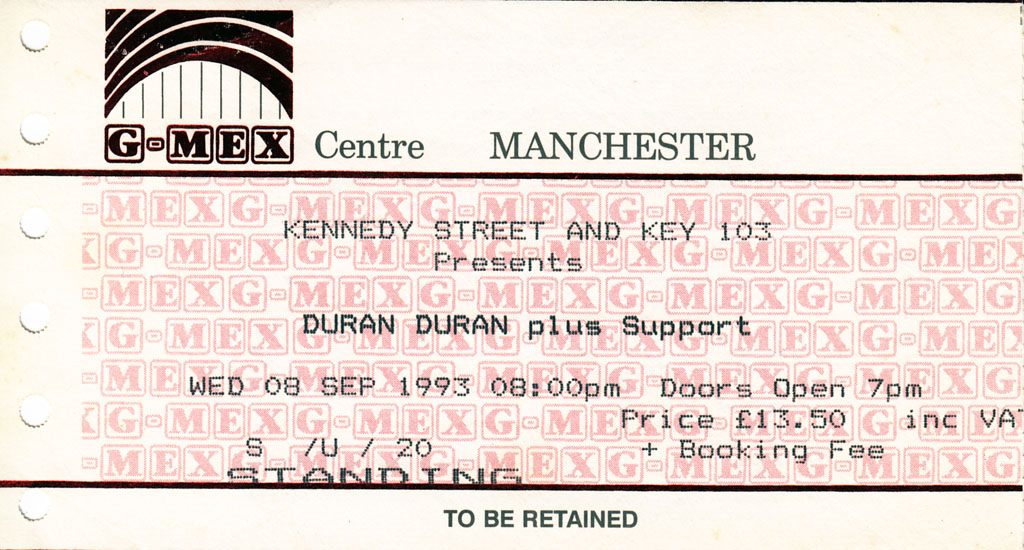 G-MEX Centre MANCHESTER
KENNEDY STREET AND KEY 103
Presents
DURAN DURAN plus Support
WED 08 SEP 1993 08:00pm Doors Open 7pm
Price £13.50 inc VAT
S /U / 20 + Booking Fee
STANDING
TO BE RETAINED